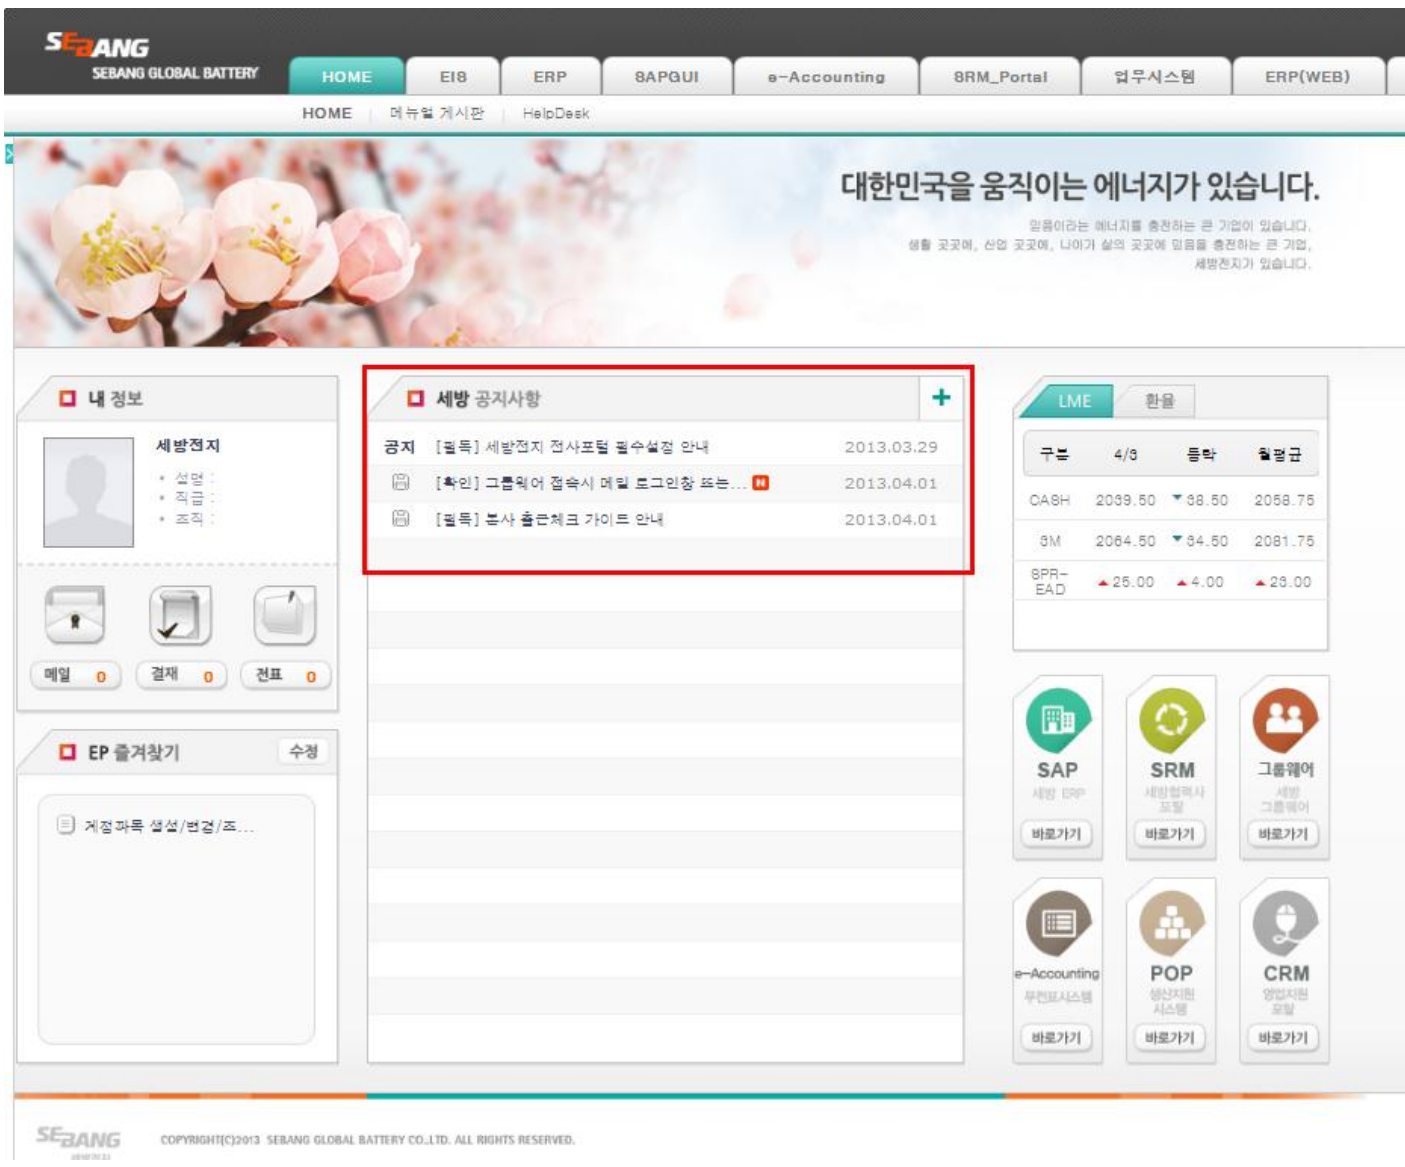 SEBANG
SEBANG GLOBAL BATTERY
HOME
EIS
ERP
SAPGUI
e-Accounting
SRM_Portal
업무시스템
ERP(WEB)
HOME | 메뉴얼 게시판 | HelpDesk
대한민국을 움직이는 에너지가 있습니다.
믿음이라는 에너지를 충전하는 큰 기업이 있습니다.
생활 곳곳에, 산업 곳곳에, 나아가 삶의 곳곳에 믿음을 충전하는 큰 기업,
세방전지가 있습니다.
내 정보
세방전지
성명 :
직급 :
조직 :
메일 0
결재 0
전표 0
EP 즐겨찾기
수정
계정과목 생성/변경/조...
세방 공지사항
+
공지 [필독] 세방전지 전사포털 필수설정 안내 2013.03.29
[확인] 그룹웨어 접속시 메일 로그인창 뜨는... N 2013.04.01
[필독] 본사 출근체크 가이드 안내 2013.04.01
LME
환율
구분 4/3 등락 월평균
CASH 2039.50 ▼38.50 2058.75
3M 2064.50 ▼34.50 2081.75
SPR-
EAD ▲25.00 ▲4.00 ▲23.00
SAP
세방 ERP
바로가기
SRM
세방협력사
포털
바로가기
그룹웨어
세방
그룹웨어
바로가기
e-Accounting
무전표시스템
바로가기
POP
생산지원
시스템
바로가기
CRM
영업지원
포탈
바로가기
SEBANG
세방전지
COPYRIGHT(C)2013 SEBANG GLOBAL BATTERY CO.,LTD. ALL RIGHTS RESERVED.